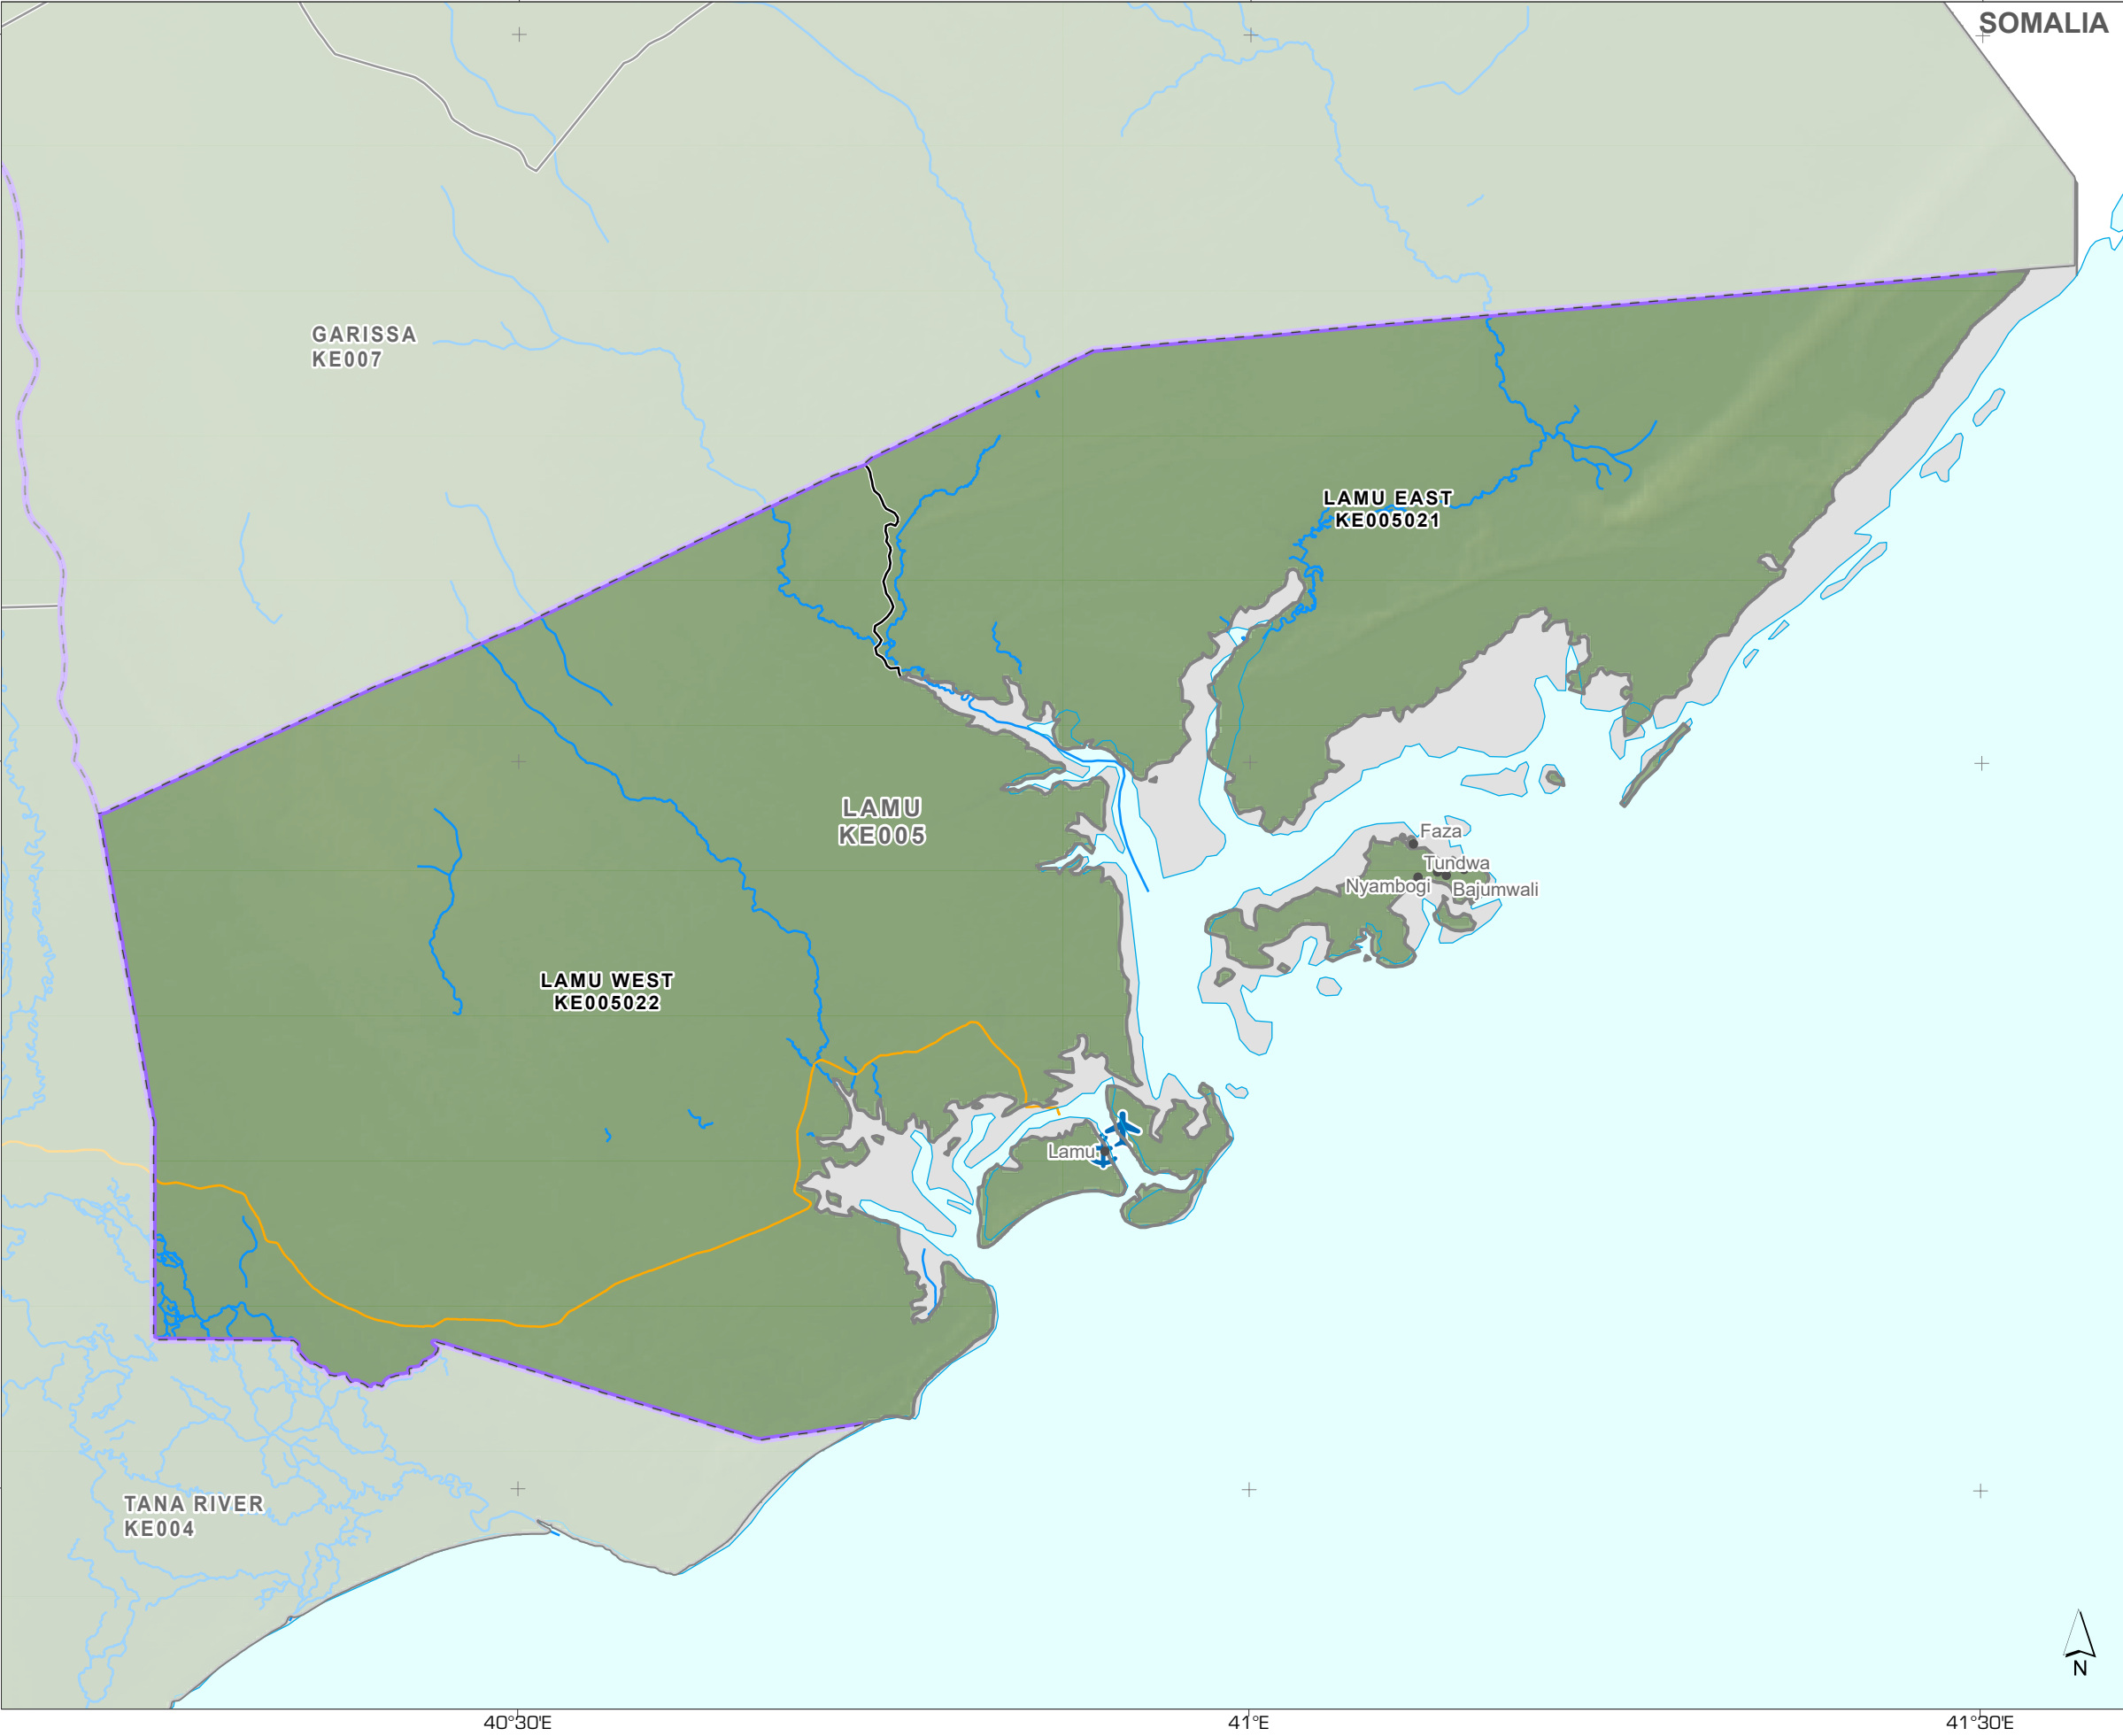 SOMALIA
GARISSA
KE007
LAMU EAST
KE005021
LAMU
KE005
Faza
Tundwa
Nyambogi
Bajumwali
LAMU WEST
KE005022
Lamu
TANA RIVER
KE004
N
40°30'E
41°E
41°30'E